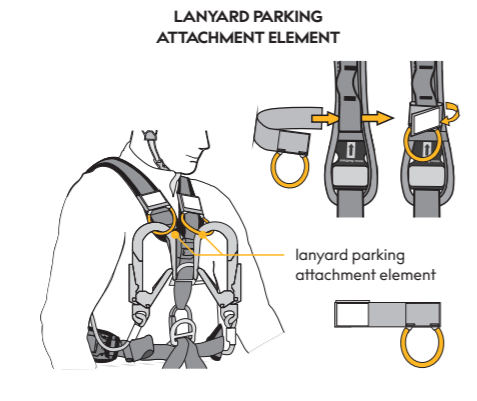 LANYARD PARKING
ATTACHMENT ELEMENT
lanyard parking
attachment element